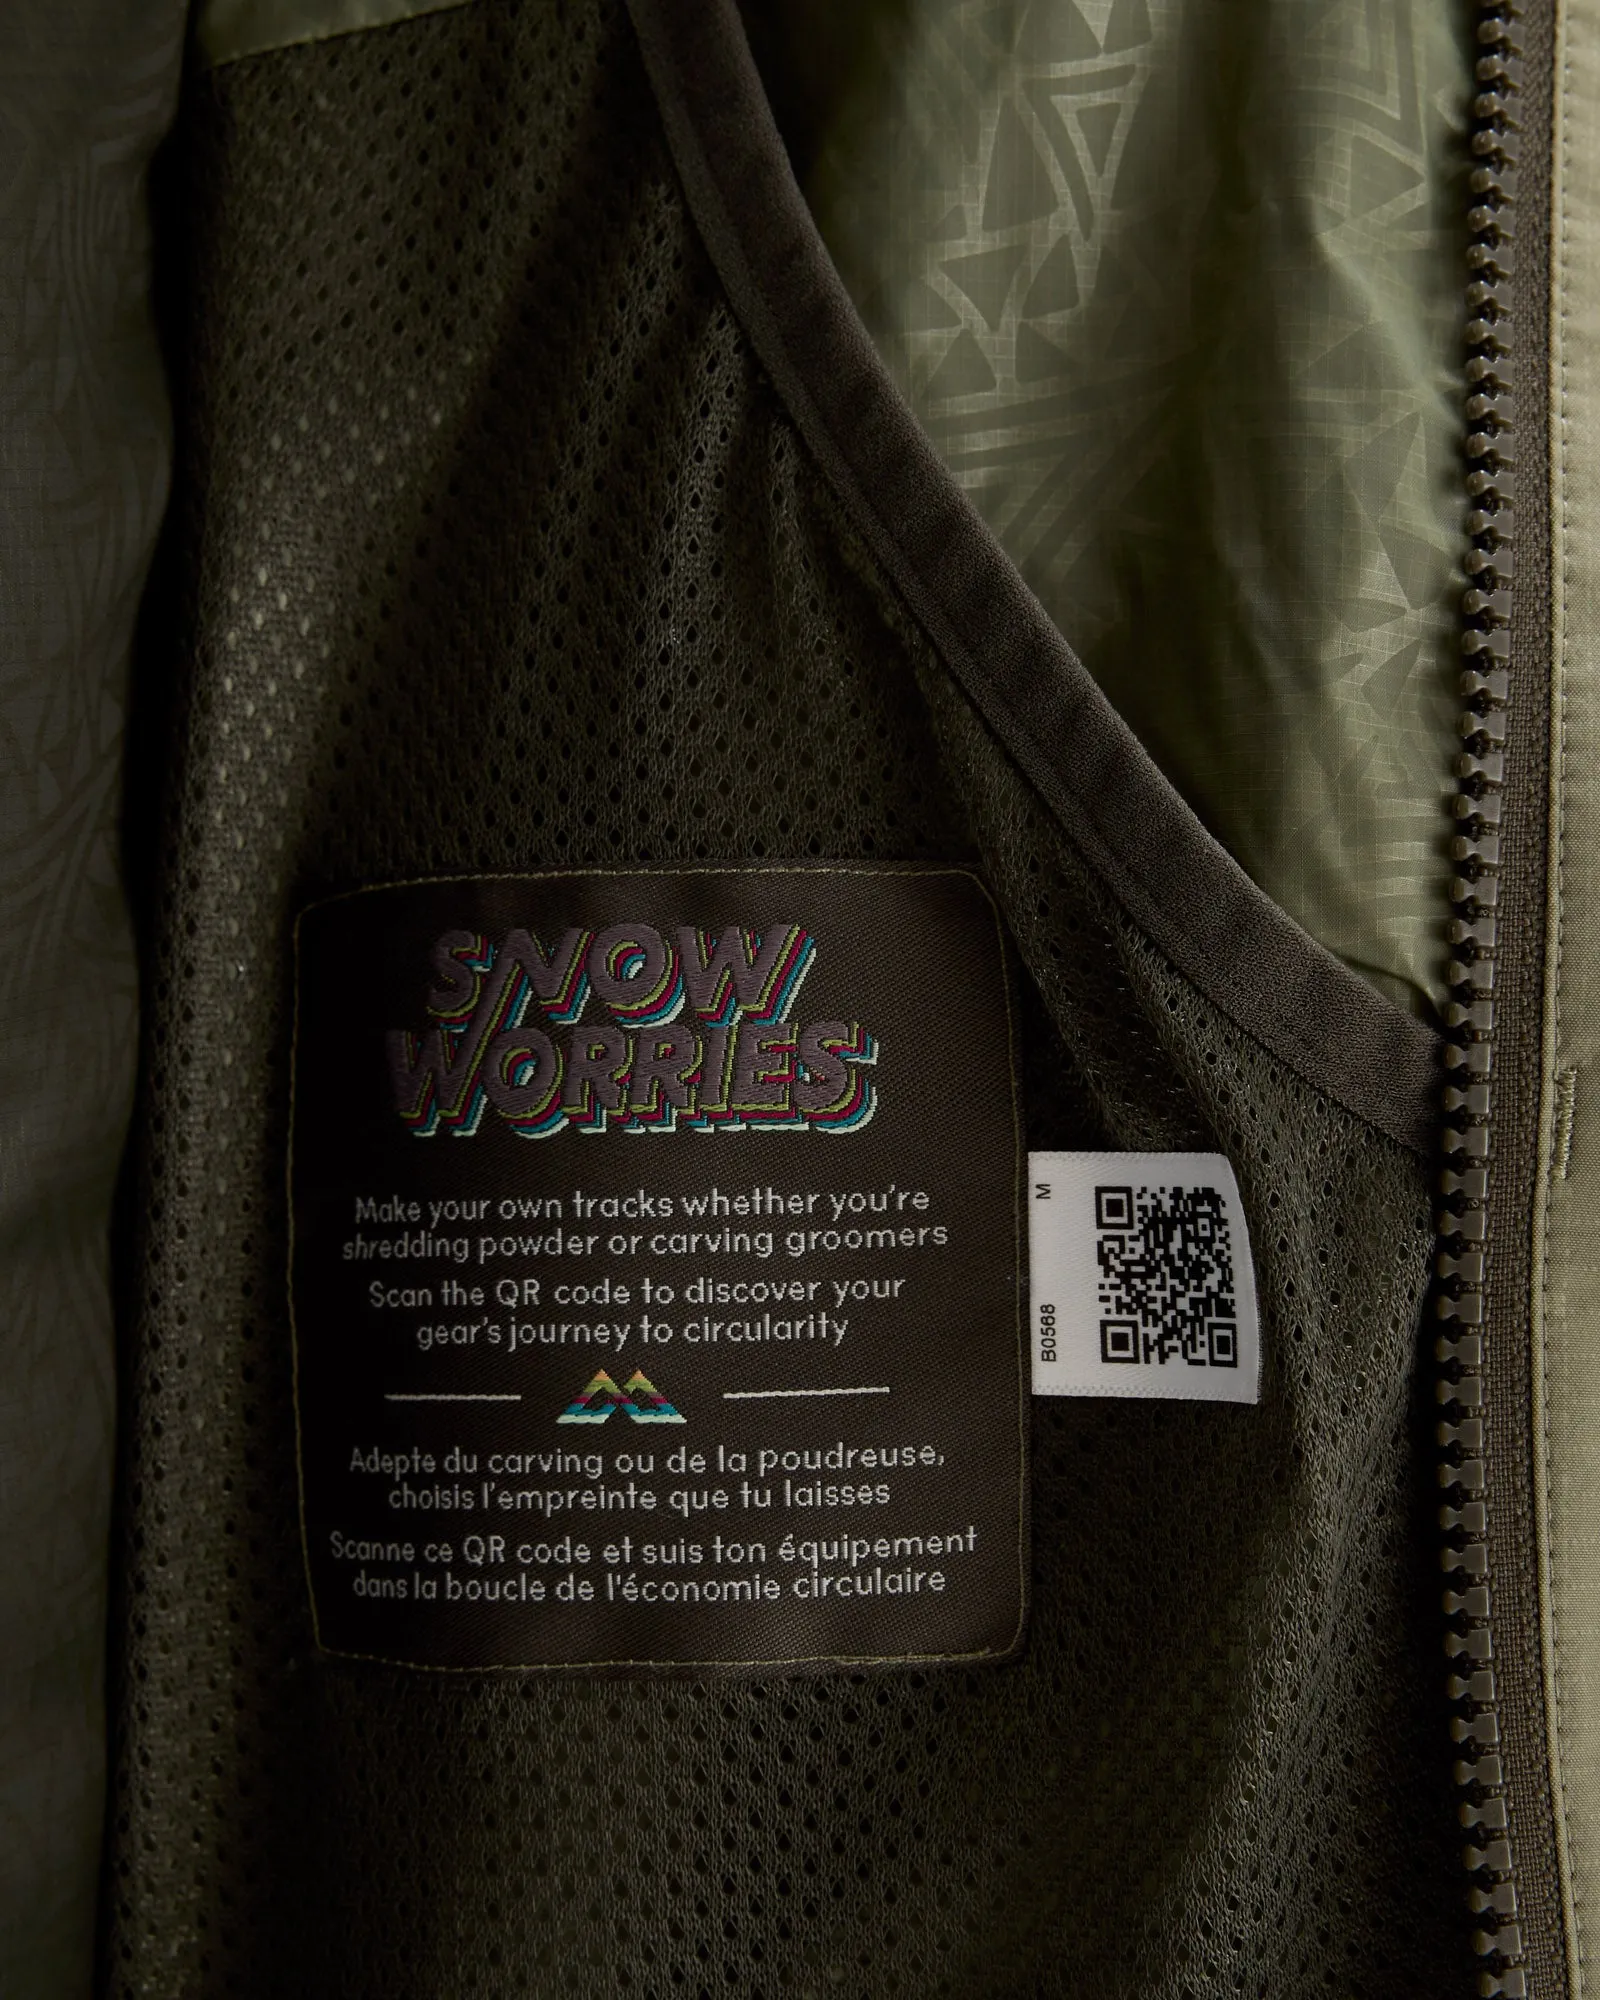 SNOW
WORRIES
Make your own tracks whether you're
shredding powder or carving groomers
Scan the QR code to discover your
gear's journey to circularity
Adepte du carving ou de la poudreuse,
choisis l'empreinte que tu laisses
Scanne ce QR code et suis ton équipement
dans la boucle de l'économie circulaire
M
B0568